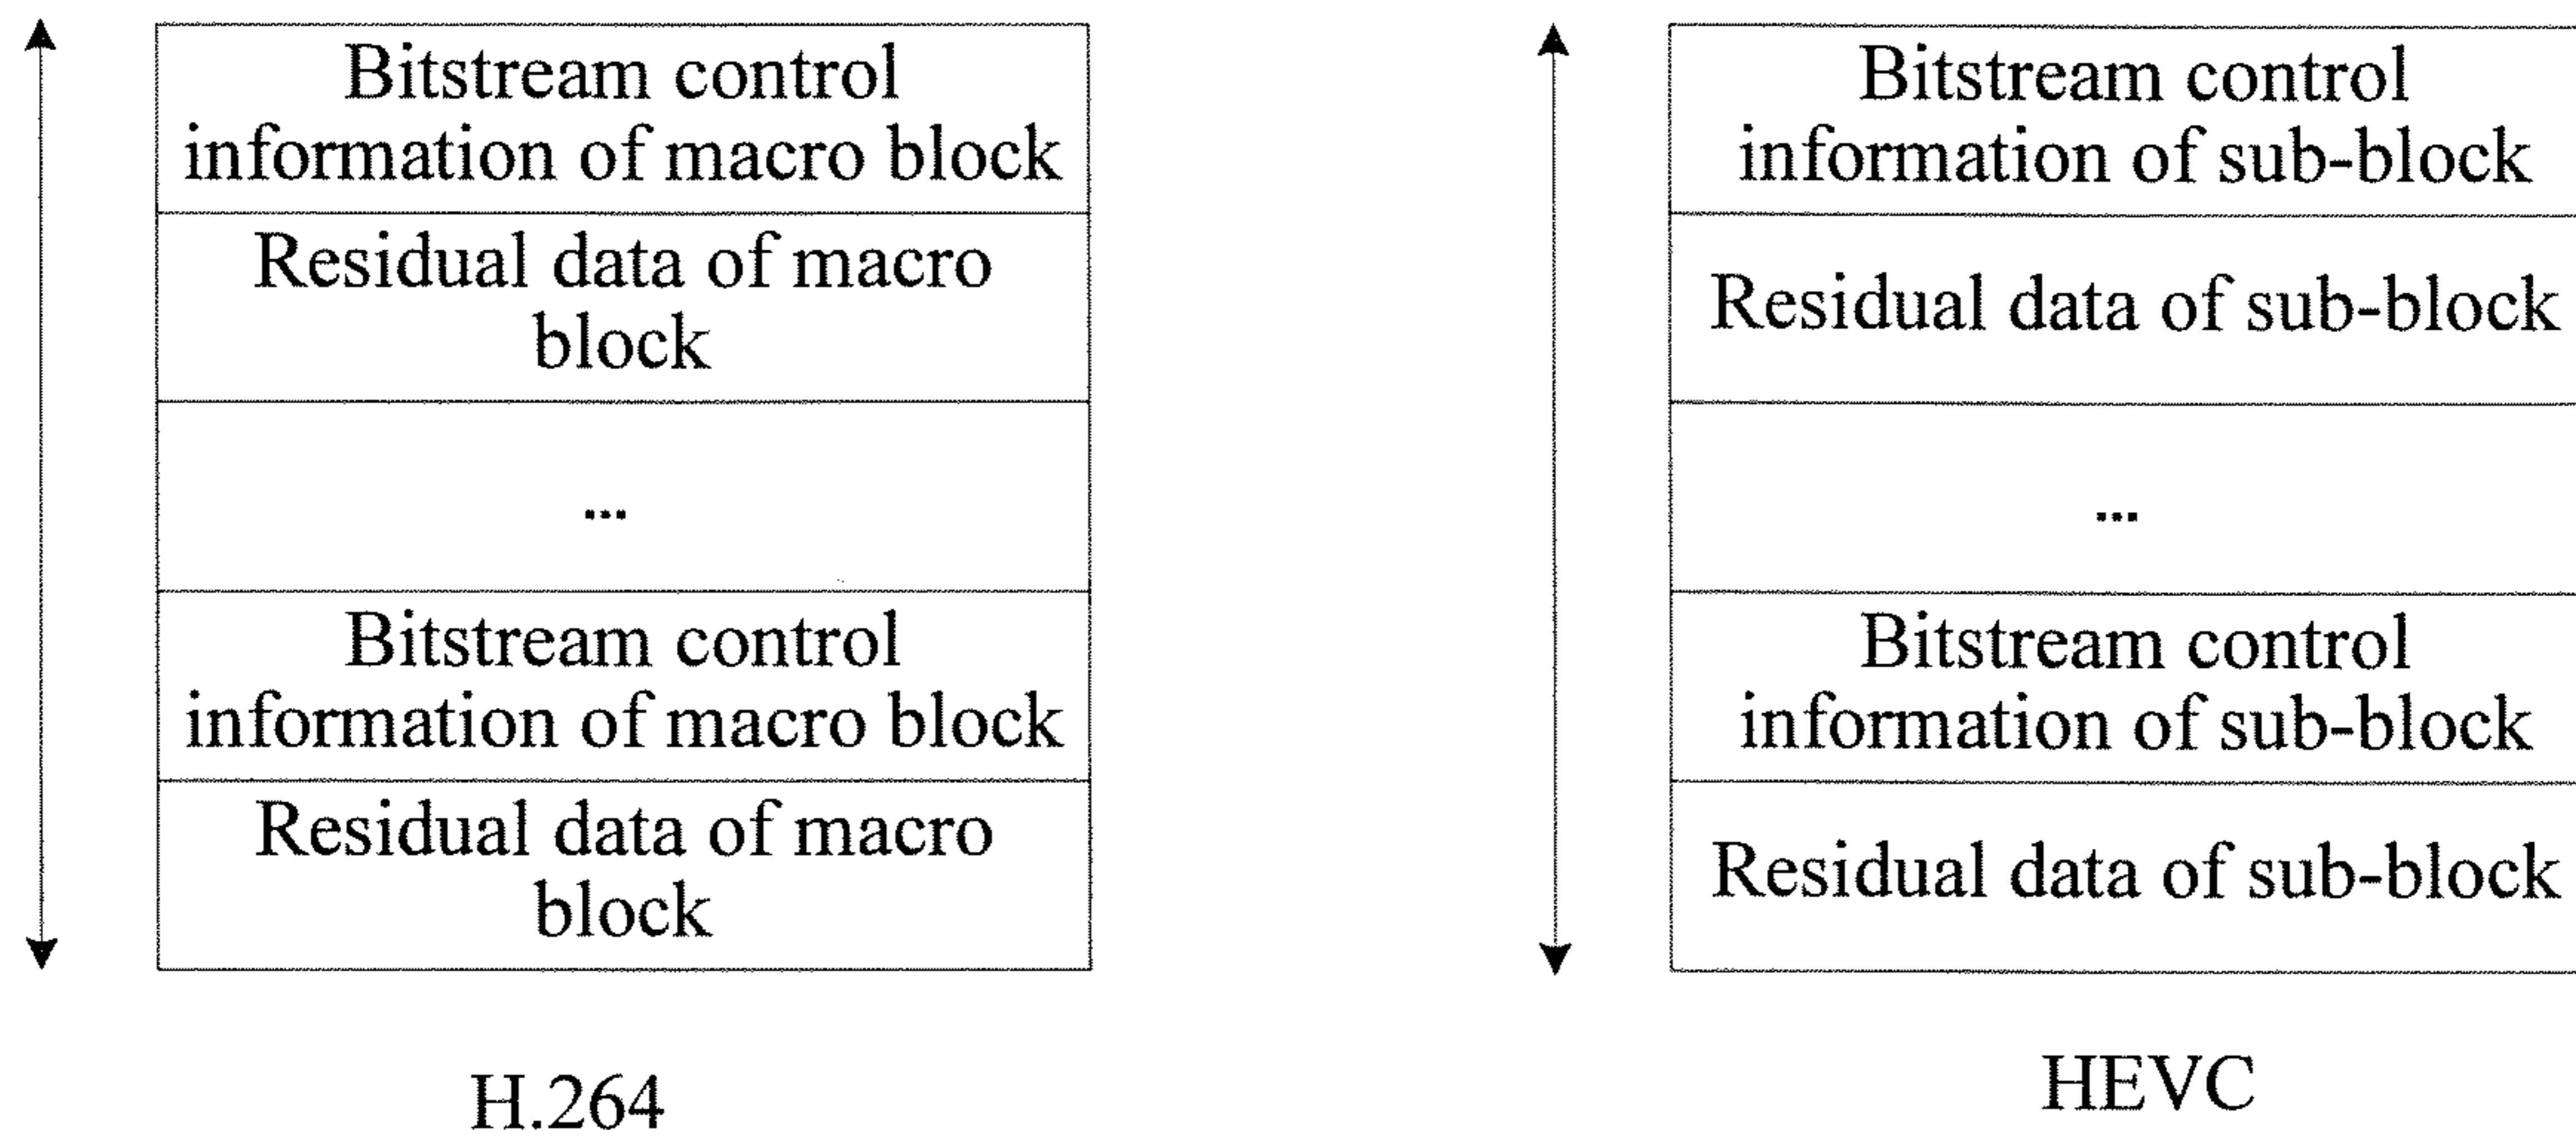 Bitstream control
information of macro block
Residual data of macro
block
...
Bitstream control
information of macro block
Residual data of macro
block
H.264
Bitstream control
information of sub-block
Residual data of sub-block
...
Bitstream control
information of sub-block
Residual data of sub-block
HEVC